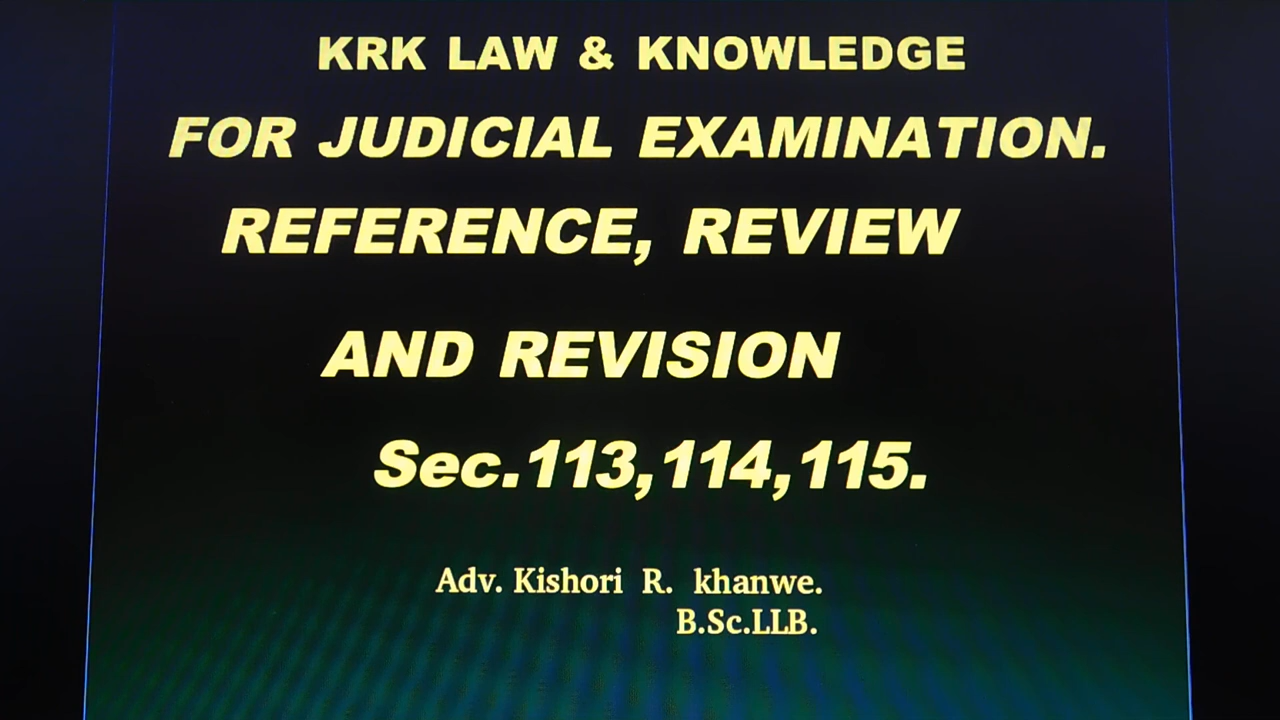 KRK LAW & KNOWLEDGE
FOR JUDICIAL EXAMINATION.
REFERENCE, REVIEW
AND REVISION
Sec.113,114,115.
Adv. Kishori R. khanwe.
B.Sc.LLB.